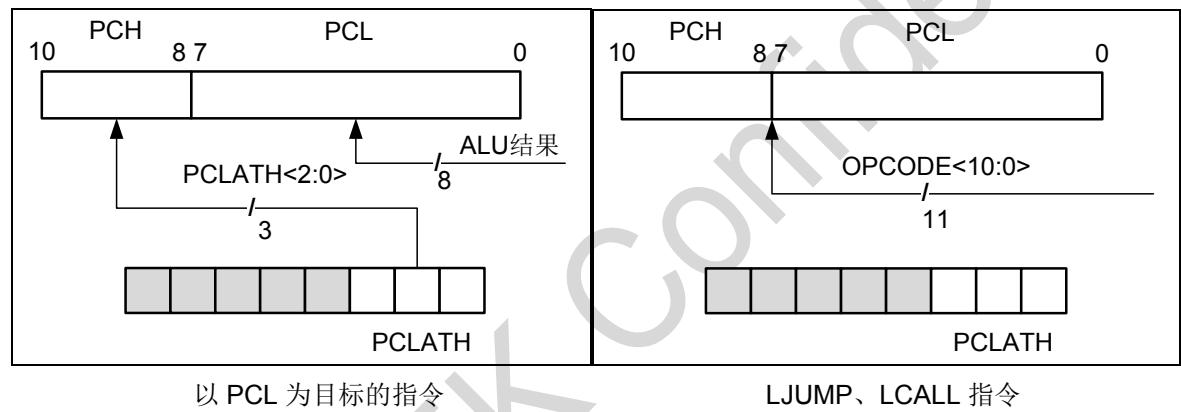 PCH PCL
10 8 7 0
ALU结果
PCLATH<2:0>
8
3
PCLATH
以 PCL 为目标的指令
PCH PCL
10 8 7 0
OPCODE<10:0>
11
PCLATH
LJUMP、LCALL 指令